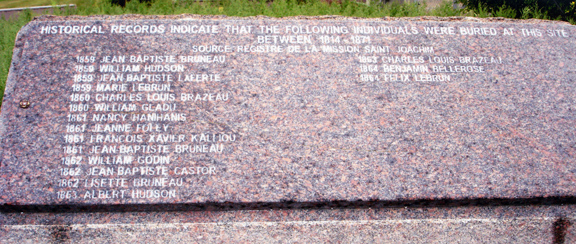 HISTORICAL RECORDS INDICATE THAT THE FOLLOWING INDIVIDUALS WERE BURIED AT THIS SITE
BETWEEN 1814 - 1874
SOURCE REGISTRE DE LA MISSION SAINT JOACHIM
1859 JEAN BAPTISTE BRUNEAU
1859 WILLIAM HUDSON
1859 JEAN BAPTISTE LAFERTE
1859 MARIE LEBRUN
1860 CHARLES LOUIS BRAZEAU
1860 WILLIAM GLADU
1861 NANCY HANIHANIS
1861 JEANNE FOLEY
1861 FRANCOIS XAVIER KALLIOU
1861 JEAN BAPTISTE BRUNEAU
1862 WILLIAM GODIN
1862 JEAN BAPTISTE CASTOR
1862 LISETTE BRUNEAU
1863 ALBERT HUDSON
1863 CHARLES LOUIS BRAZEAU
1864 BENJAMIN BELLEROSE
1864 FELIX LEBRUN